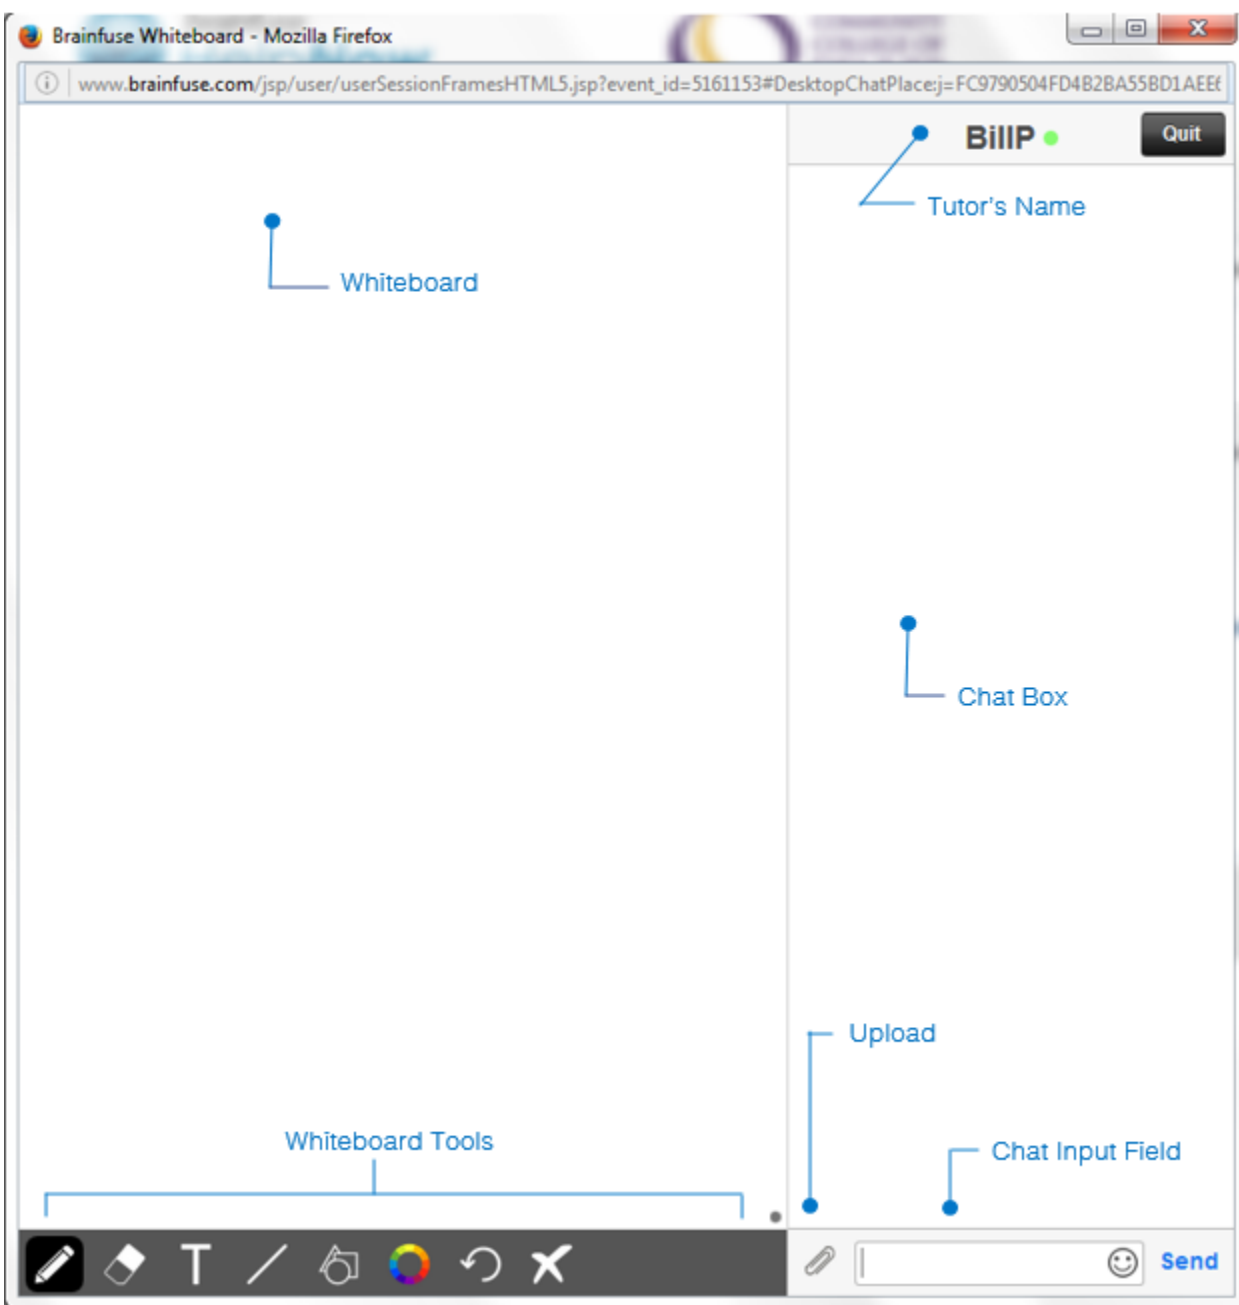 Brainfuse Whiteboard - Mozilla Firefox
www.brainfuse.com/jsp/user/userSessionFramesHTML5.jsp?event_id=5161153#DesktopChatPlace;j=FC9790504FD4B2BA55BD1AEE
BillP
Quit
Tutor's Name
Whiteboard
Chat Box
Upload
Whiteboard Tools
Chat Input Field
T
Send